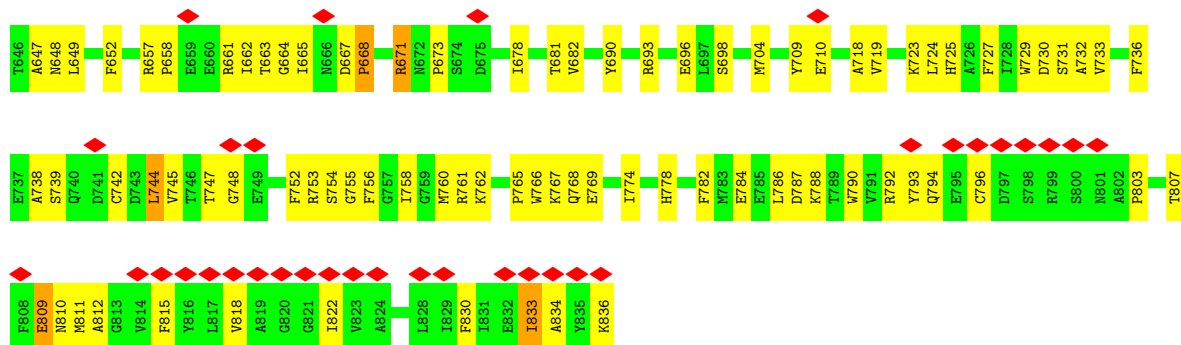 T646 A647 N648 L649 F652 R657 P658 E659 E660 R661 I662 T663 G664 I665 N666 D667 P668 R671 N672 P673 S674 D675 I678 T681 V682 Y690 R693 E696 L697 S698 M704 Y709 E710 A718 V719 K723 L724 H725 A726 F727 I728 W729 D730 S731 A732 V733 F736
E737 A738 S739 Q740 D741 C742 D743 L744 V745 T746 T747 G748 E749 F752 R753 S754 G755 F756 G757 I758 G759 M760 R761 K762 P765 W766 K767 Q768 E769 I774 H778 F782 M783 E784 E785 L786 D787 K788 T789 W790 V791 R792 Y793 Q794 E795 C796 D797 S798 R799 S800 N801 A802 P803 T807
F808 E809 N810 M811 A812 G813 V814 F815 Y816 L817 V818 A819 G820 G821 I822 V823 A824 L828 I829 F830 I831 E832 I833 A834 Y835 K836